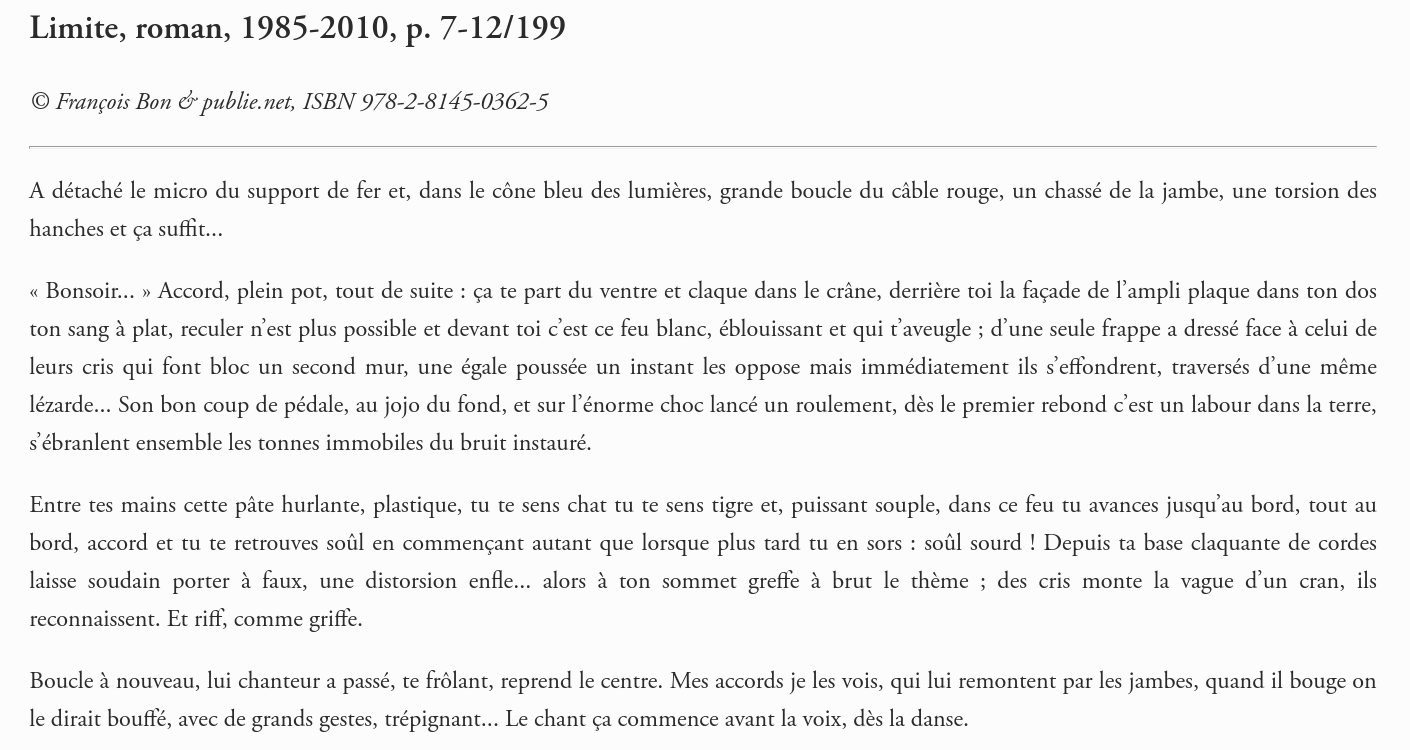 Limite, roman, 1985-2010, p. 7-12/199
© François Bon & publie.net, ISBN 978-2-8145-0362-5
A détaché le micro du support de fer et, dans le cône bleu des lumières, grande boucle du câble rouge, un chassé de la jambe, une torsion des
hanches et ça suffit…
« Bonsoir… » Accord, plein pot, tout de suite : ça te part du ventre et claque dans le crâne, derrière toi la façade de l’ampli plaque dans ton dos
ton sang à plat, reculer n’est plus possible et devant toi c’est ce feu blanc, éblouissant et qui t’aveugle ; d’une seule frappe a dressé face à celui de
leurs cris qui font bloc un second mur, une égale poussée un instant les oppose mais immédiatement ils s’effondrent, traversés d’une même
lézarde… Son bon coup de pédale, au jojo du fond, et sur l’énorme choc lancé un roulement, dès le premier rebond c’est un labour dans la terre,
s’ébranlent ensemble les tonnes immobiles du bruit instauré.
Entre tes mains cette pâte hurlante, plastique, tu te sens chat tu te sens tigre et, puissant souple, dans ce feu tu avances jusqu’au bord, tout au
bord, accord et tu te retrouves soûl en commençant autant que lorsque plus tard tu en sors : soûl sourd ! Depuis ta base claquante de cordes
laisse soudain porter à faux, une distorsion enfle… alors à ton sommet greffe à brut le thème ; des cris monte la vague d’un cran, ils
reconnaissent. Et riff, comme griffe.
Boucle à nouveau, lui chanteur a passé, te frôlant, reprend le centre. Mes accords je les vois, qui lui remontent par les jambes, quand il bouge on
le dirait bouffé, avec de grands gestes, trépignant… Le chant ça commence avant la voix, dès la danse.